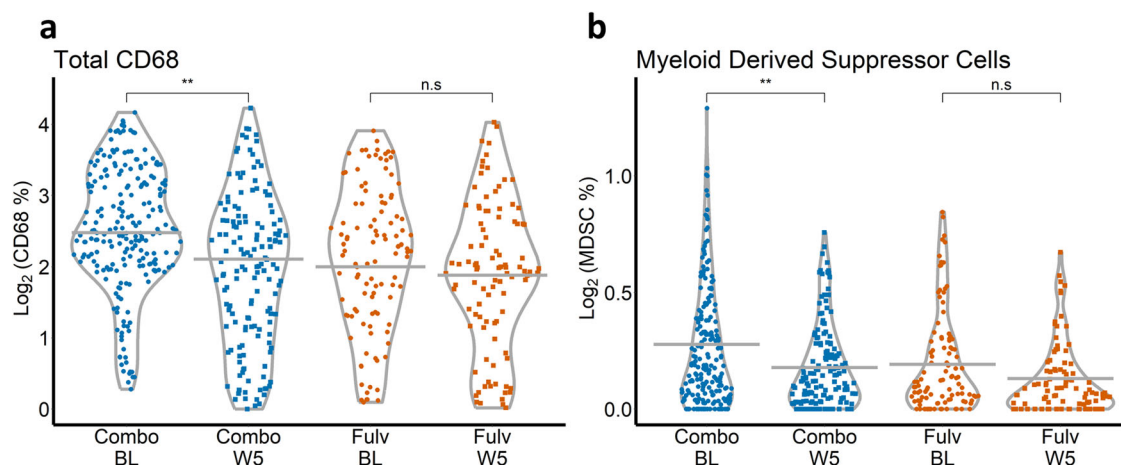 a
Total CD68
**
n.s
Log₂ (CD68 %)
4
3
2
1
0
Combo BL
Combo W5
Fulv BL
Fulv W5
b
Myeloid Derived Suppressor Cells
**
n.s
Log₂ (MDSC %)
1.0
0.5
0.0
Combo BL
Combo W5
Fulv BL
Fulv W5